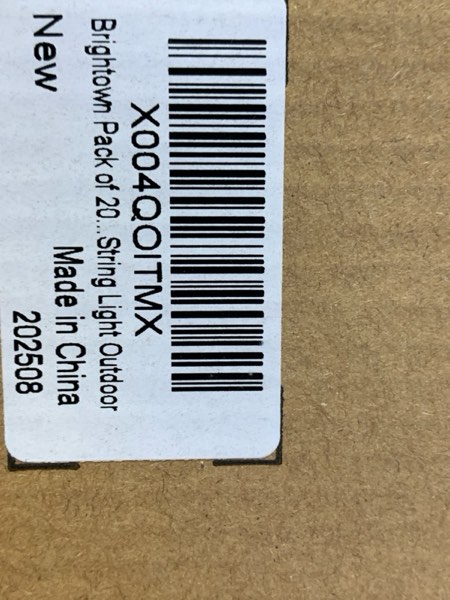 X004QOITMX
Brightown Pack of 20...String Light Outdoor
New
Made in China
202508